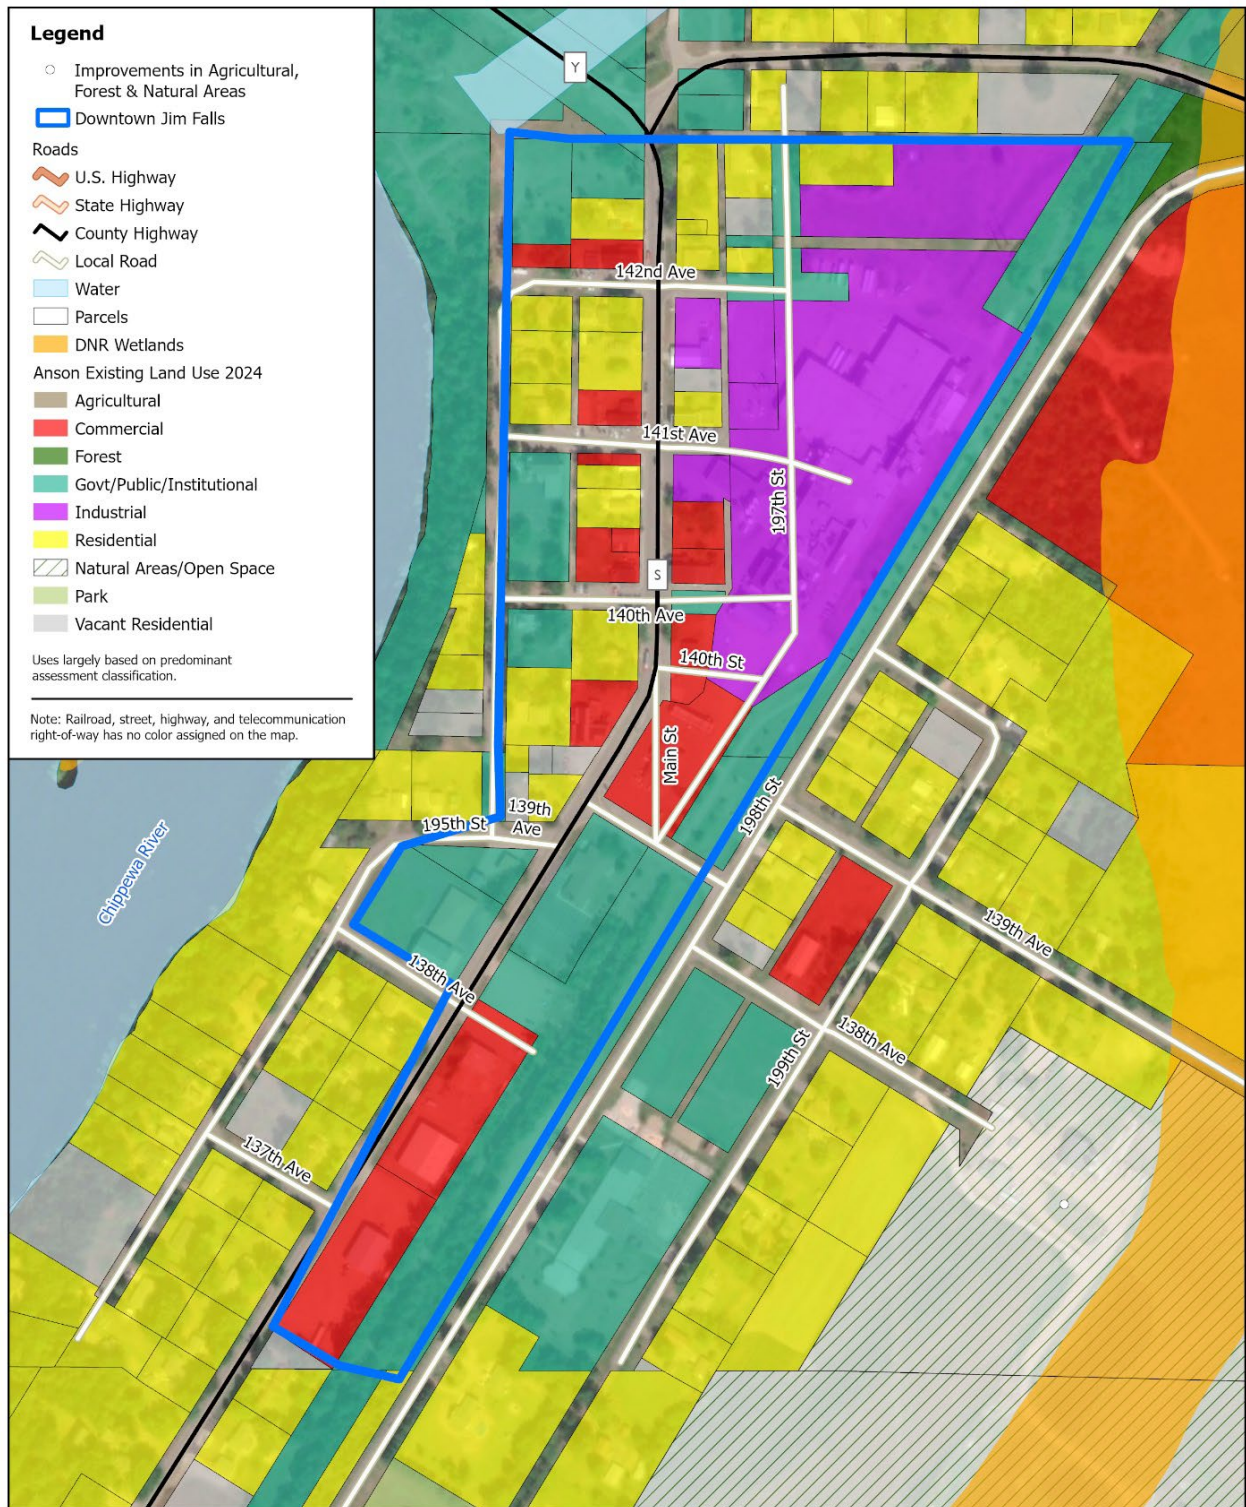 Legend
Improvements in Agricultural,
Forest & Natural Areas
Downtown Jim Falls
Roads
U.S. Highway
State Highway
County Highway
Local Road
Water
Parcels
DNR Wetlands
Anson Existing Land Use 2024
Agricultural
Commercial
Forest
Govt/Public/Institutional
Industrial
Residential
Natural Areas/Open Space
Park
Vacant Residential
Uses largely based on predominant
assessment classification.
Note: Railroad, street, highway, and telecommunication
right-of-way has no color assigned on the map.
Y
142nd Ave
141st Ave
197th St
S
140th Ave
140th St
Main St
198th St
139th
Ave
195th St
Chippewa River
139th Ave
138th Ave
138th Ave
199th St
137th Ave